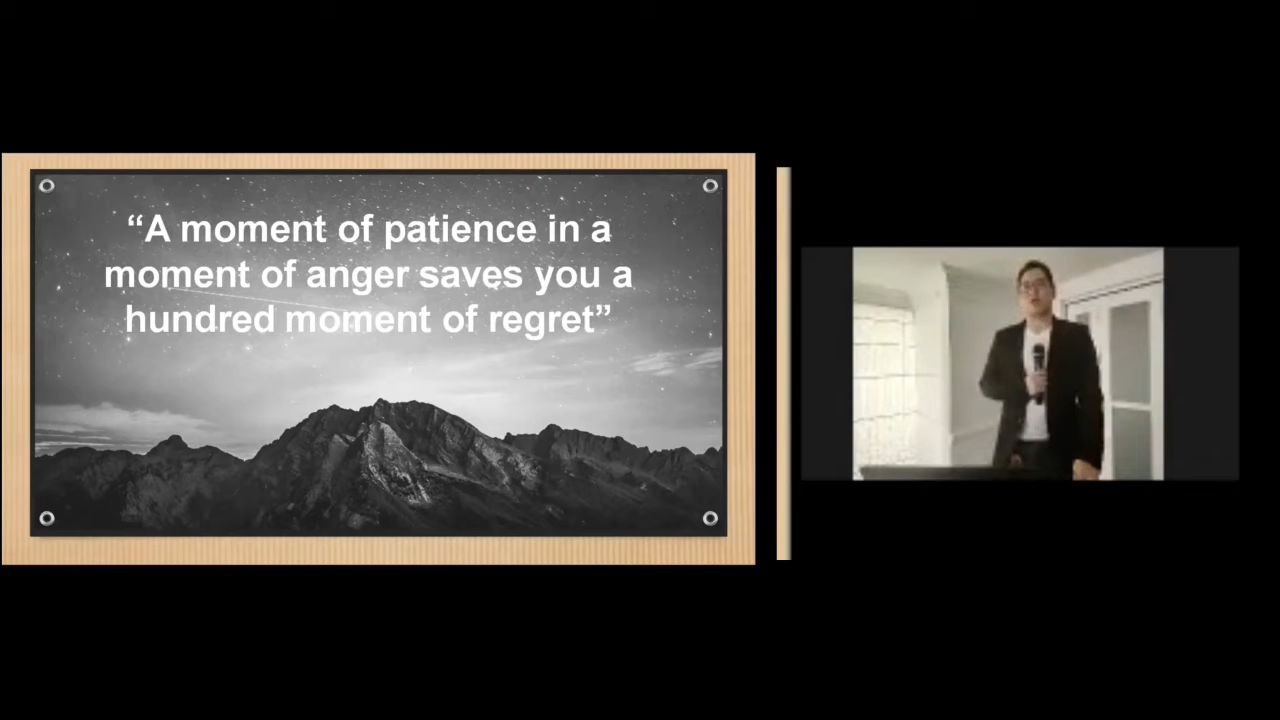 “A moment of patience in a
moment of anger saves you a
hundred moment of regret”